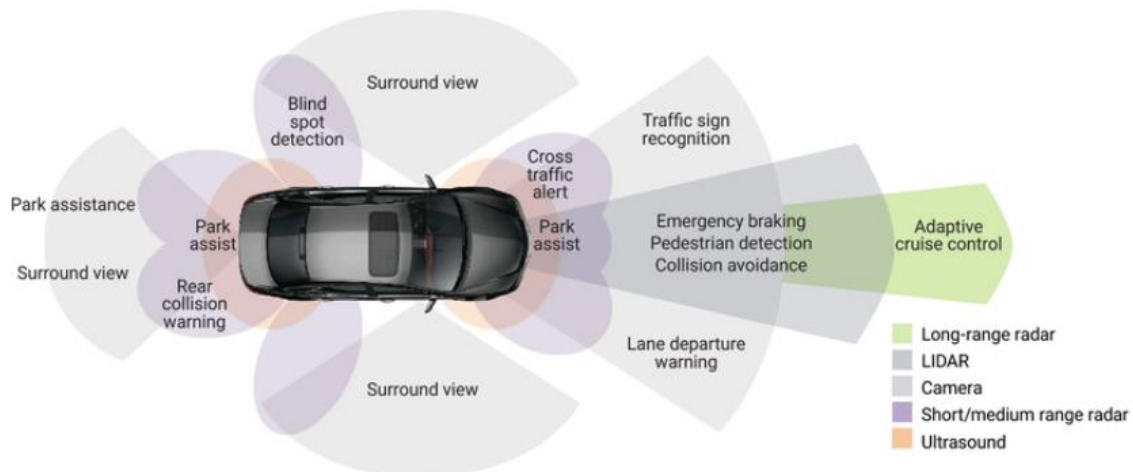 Surround view
Blind
spot
detection
Traffic sign
recognition
Cross
traffic
alert
Park assistance
Park
assist
Park
assist
Emergency braking
Pedestrian detection
Collision avoidance
Adaptive
cruise control
Surround view
Rear
collision
warning
Lane departure
warning
Surround view
Long-range radar
LIDAR
Camera
Short/medium range radar
Ultrasound